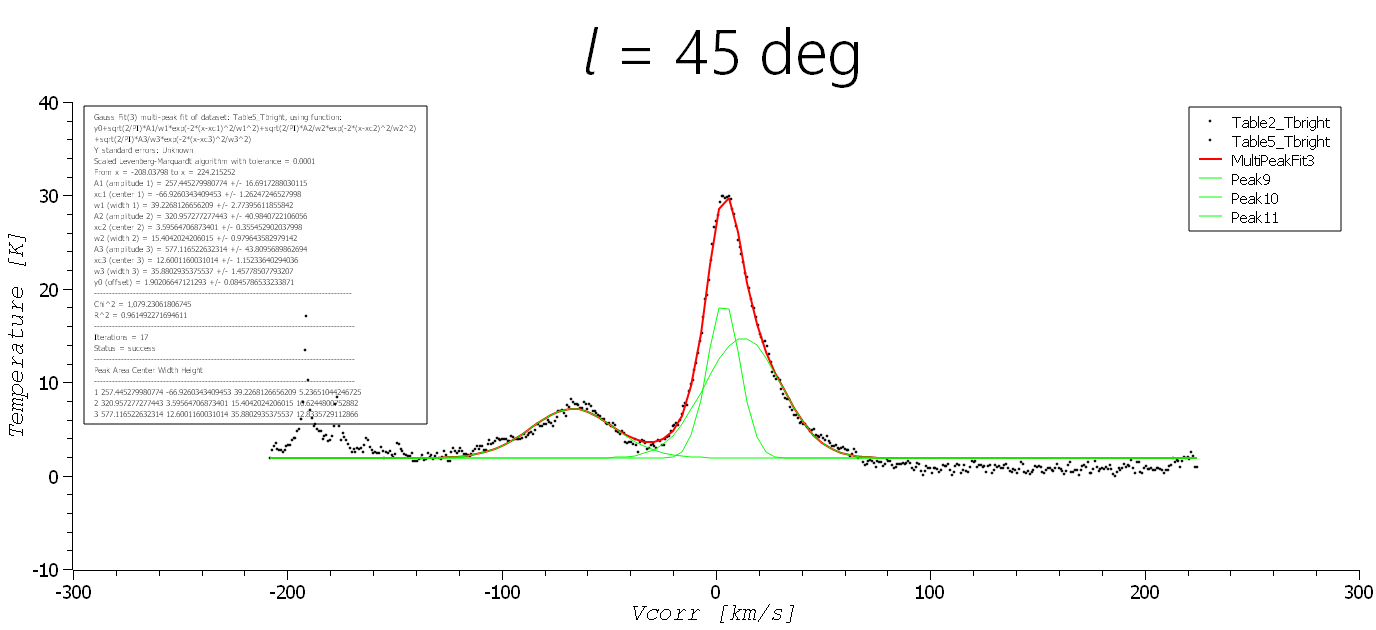 l = 45 deg
40
30
20
10
0
-10
Temperature [K]
Gauss Fit(3) multi-peak fit of dataset: Table5_Tbright, using function:
y0+sqrt(2/PI)*A1/w1*exp(-2*(x-xc1)^2/w1^2)+sqrt(2/PI)*A2/w2*exp(-2*(x-xc2)^2/w2^2)
+sqrt(2/PI)*A3/w3*exp(-2*(x-xc3)^2/w3^2)
Y standard errors: Unknown
Scaled Levenberg-Marquardt algorithm with tolerance = 0.0001
From x = -208.03798 to x = 224.215252
A1 (amplitude 1) = 257.445279980774 +/- 16.6917288030115
xc1 (center 1) = -66.9260343409453 +/- 1.26247246527998
w1 (width 1) = 39.2268126656209 +/- 2.77395611855842
A2 (amplitude 2) = 320.957277277443 +/- 40.9840722106056
xc2 (center 2) = 3.59564706873401 +/- 0.355452902037998
w2 (width 2) = 15.4042024206015 +/- 0.979643582979142
A3 (amplitude 3) = 577.116522632314 +/- 43.8095689862694
xc3 (center 3) = 12.6001160031014 +/- 1.15233640294036
w3 (width 3) = 35.8802935375537 +/- 1.45778507793207
y0 (offset) = 1.90206647121293 +/- 0.0845786533233871
Chi^2 = 1,079.23061806745
R^2 = 0.961492271694611
Iterations = 17
Status = success
Peak Area Center Width Height
1 257.445279980774 -66.9260343409453 39.2268126656209 5.23651044246725
2 320.957277277443 3.59564706873401 15.4042024206015
3 577.116522632314 12.6001160031014 35.8802935375537
Table2_Tbright
Table5_Tbright
MultiPeakFit3
Peak9
Peak10
Peak11
-300 -200 -100 0 100 200 300
Vcorr [km/s]